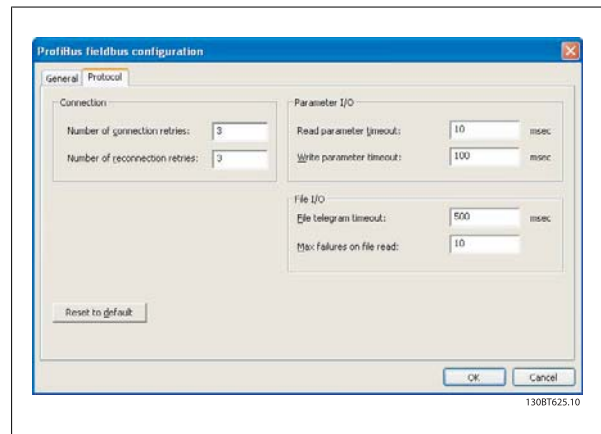 ProfiBus fieldbus configuration
General Protocol
Connection
Number of connection retries: 3
Number of reconnection retries: 3
Parameter I/O
Read parameter timeout: 10 msec
Write parameter timeout: 100 msec
File I/O
File telegram timeout: 500 msec
Max failures on file read: 10
Reset to default
OK Cancel
130BT625.10